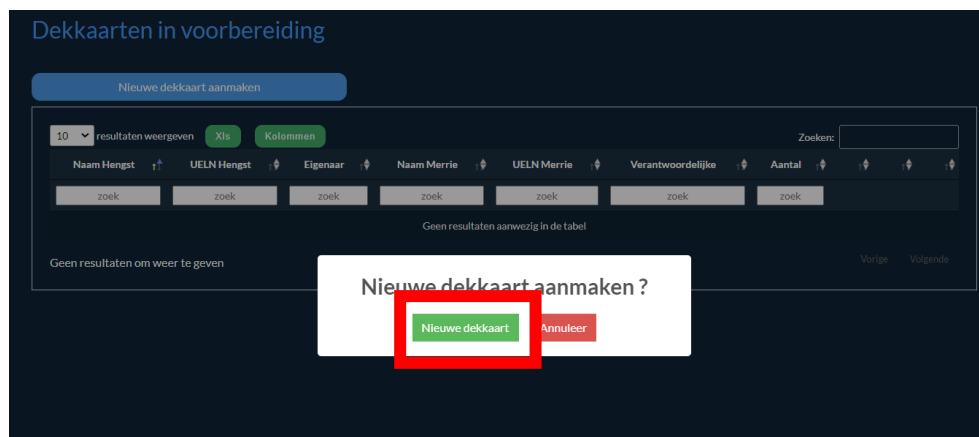 Dekkaarten in voorbereiding
Nieuwe dekkaart aanmaken
10 resultaten weergeven Xls Kolommen Zoeken:
Naam Hengst UELN Hengst Eigenaar Naam Merrie UELN Merrie Verantwoordelijke Aantal
zoek zoek zoek zoek zoek zoek zoek
Geen resultaten aanwezig in de tabel
Geen resultaten om weer te geven Vorige Volgende
Nieuwe dekkaart aanmaken ?
Nieuwe dekkaart Annuleer